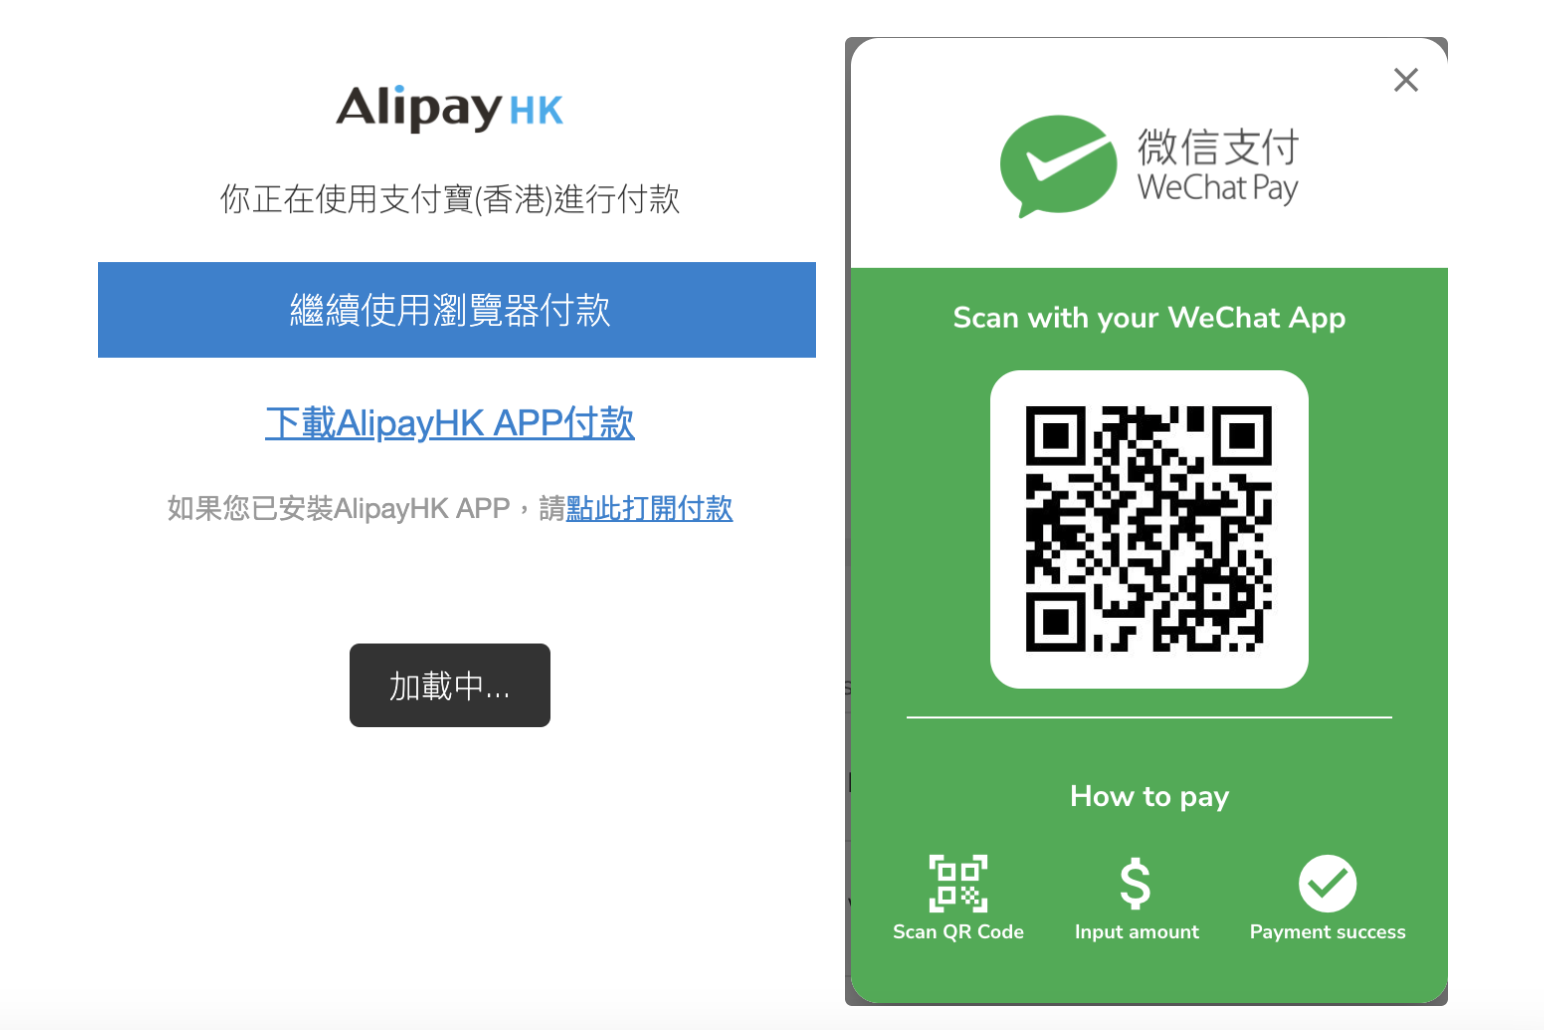 Alipay HK
你正在使用支付寶(香港)進行付款
繼續使用瀏覽器付款
下載AlipayHK APP付款
如果您已安裝AlipayHK APP，請點此打開付款
加載中...
微信支付
WeChat Pay
Scan with your WeChat App
How to pay
Scan QR Code
Input amount
Payment success